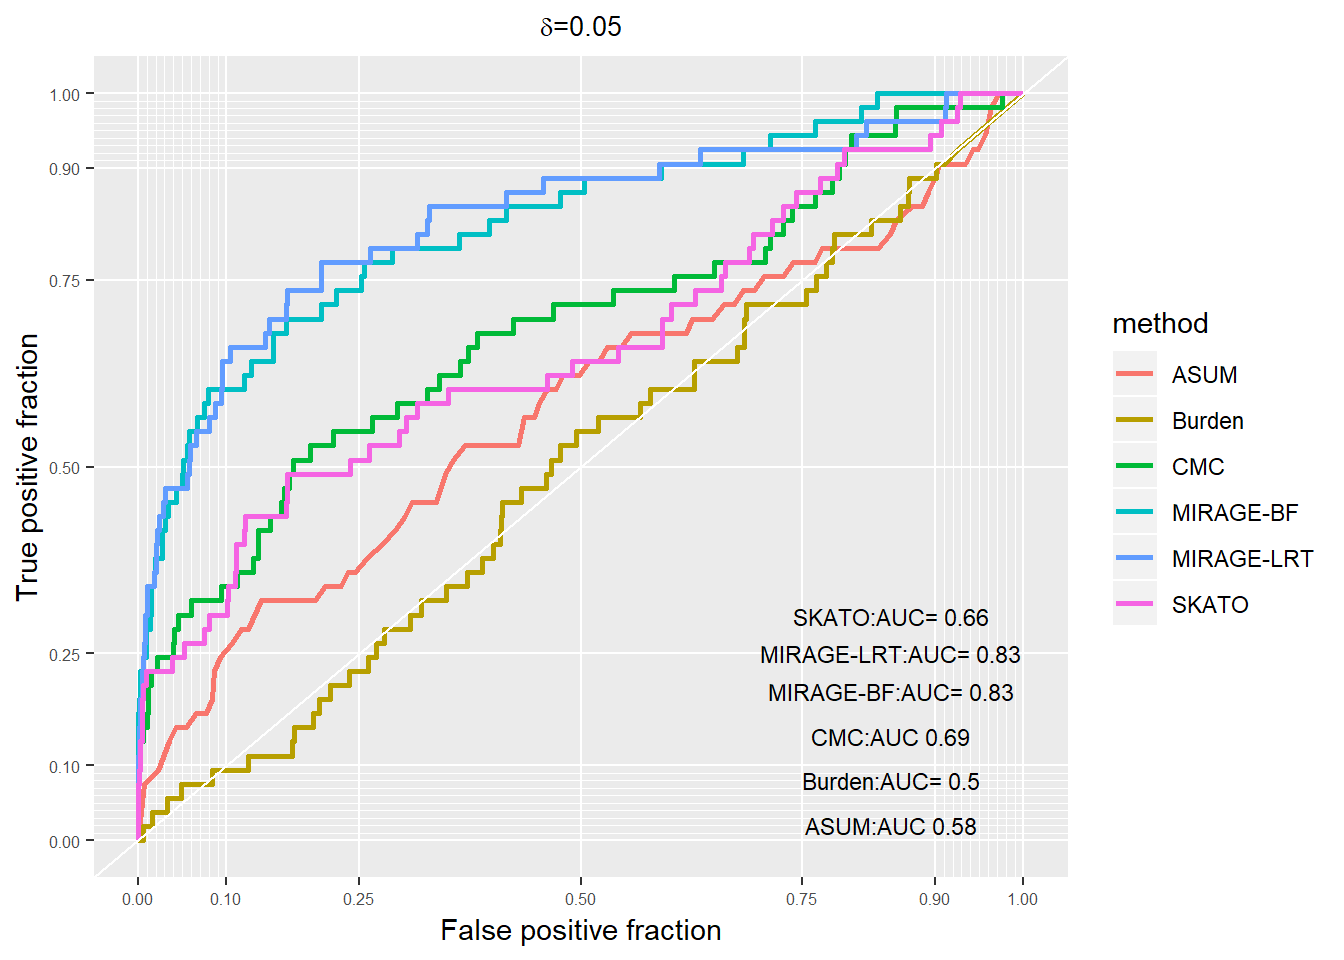 δ=0.05
True positive fraction
1.00
0.90
0.75
0.50
0.25
0.10
0.00
SKATO:AUC= 0.66
MIRAGE-LRT:AUC= 0.83
MIRAGE-BF:AUC= 0.83
CMC:AUC 0.69
Burden:AUC= 0.5
ASUM:AUC 0.58
0.00 0.10 0.25 0.50 0.75 0.90 1.00
False positive fraction
method
ASUM
Burden
CMC
MIRAGE-BF
MIRAGE-LRT
SKATO